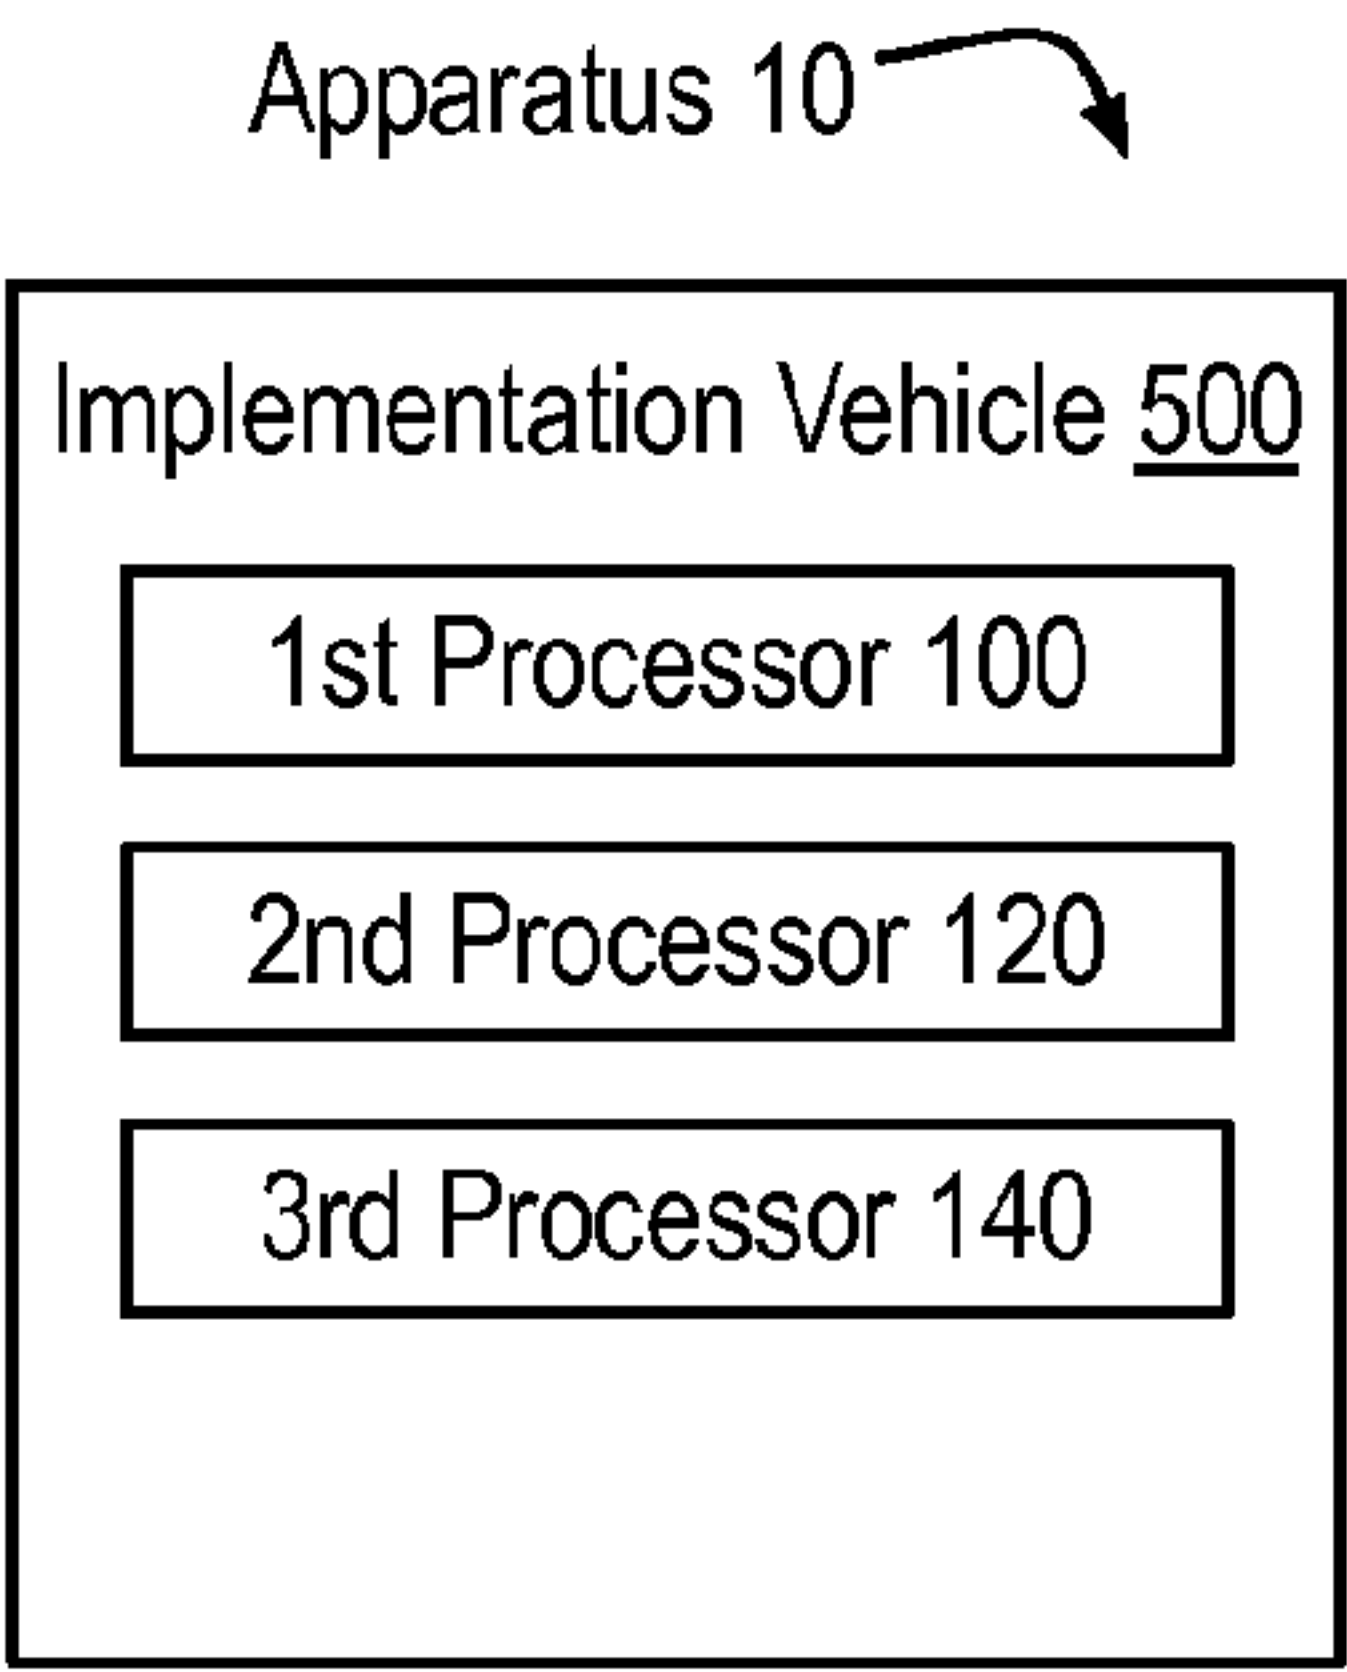 Apparatus 10
Implementation Vehicle 500
1st Processor 100
2nd Processor 120
3rd Processor 140